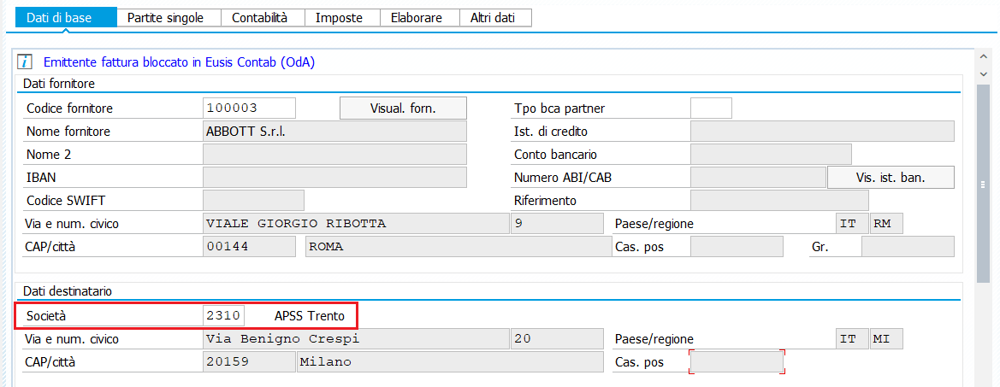 Dati di base Partite singole Contabilità Imposte Elaborare Altri dati
i Emittente fattura bloccato in Eusis Contab (OdA)
Dati fornitore
Codice fornitore 100003 Visual. forn. Tpo bca partner
Nome fornitore ABBOTT S.r.l. Ist. di credito
Nome 2 Conto bancario
IBAN Numero ABI/CAB Vis. ist. ban.
Codice SWIFT Riferimento
Via e num. civico VIALE GIORGIO RIBOTTA 9 Paese/regione IT RM
CAP/città 00144 ROMA Cas. pos Gr.
Dati destinatario
Società 2310 APSS Trento
Via e num. civico Via Benigno Crespi 20 Paese/regione IT MI
CAP/città 20159 Milano Cas. pos